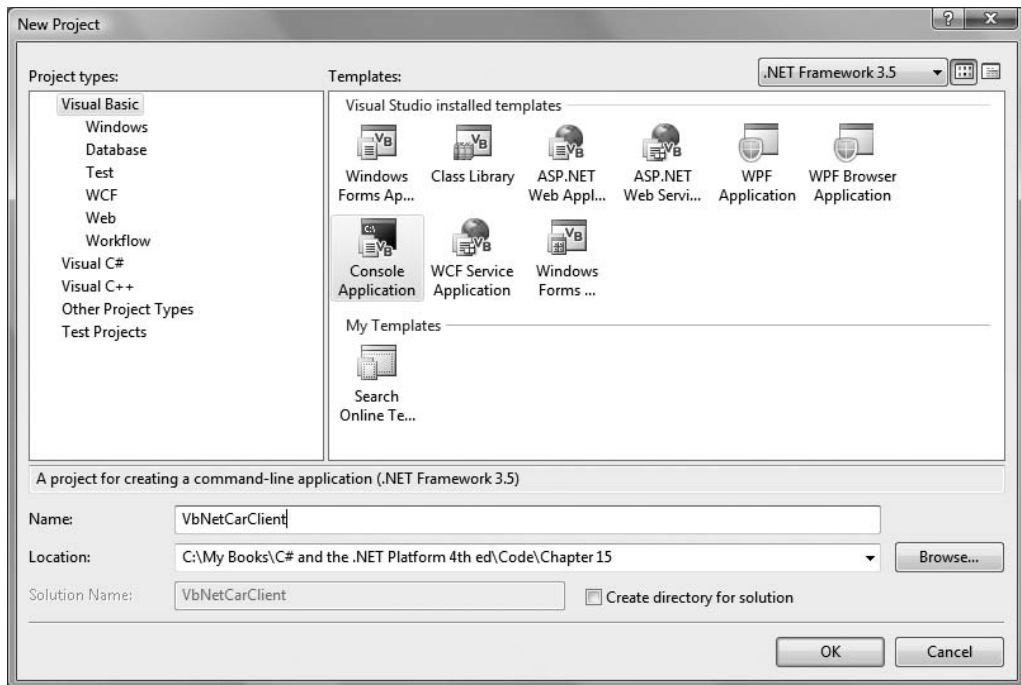 New Project
Project types:
Templates:
.NET Framework 3.5
Visual Basic
Windows
Database
Test
WCF
Web
Workflow
Visual C#
Visual C++
Other Project Types
Test Projects
Visual Studio installed templates
Windows Forms Ap...
Class Library
ASP.NET Web Appl...
ASP.NET Web Servi...
WPF Application
WPF Browser Application
Console Application
WCF Service Application
Windows Forms ...
My Templates
Search Online Te...
A project for creating a command-line application (.NET Framework 3.5)
Name:
VbNetCarClient
Location:
C:\My Books\C# and the .NET Platform 4th ed\Code\Chapter 15
Browse...
Solution Name:
VbNetCarClient
Create directory for solution
OK
Cancel